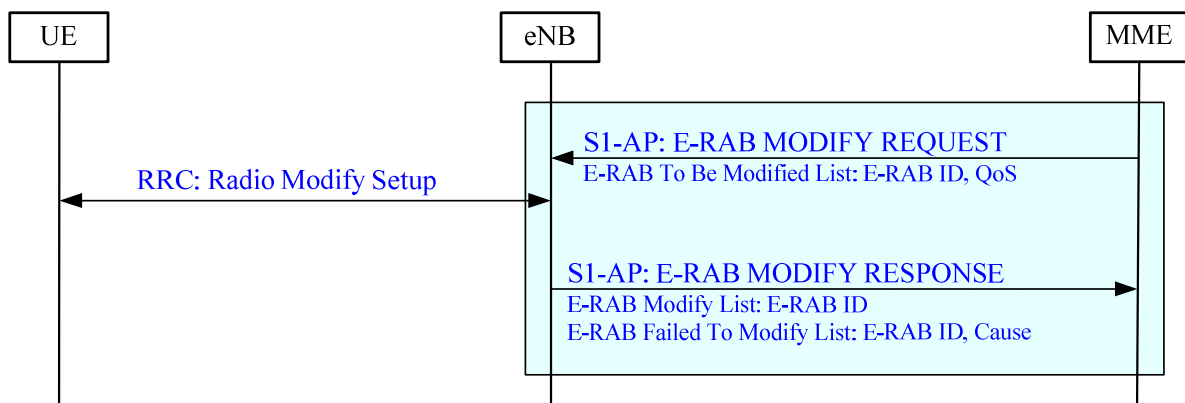 UE
eNB
MME
S1-AP: E-RAB MODIFY REQUEST
E-RAB To Be Modified List: E-RAB ID, QoS
RRC: Radio Modify Setup
S1-AP: E-RAB MODIFY RESPONSE
E-RAB Modify List: E-RAB ID
E-RAB Failed To Modify List: E-RAB ID, Cause